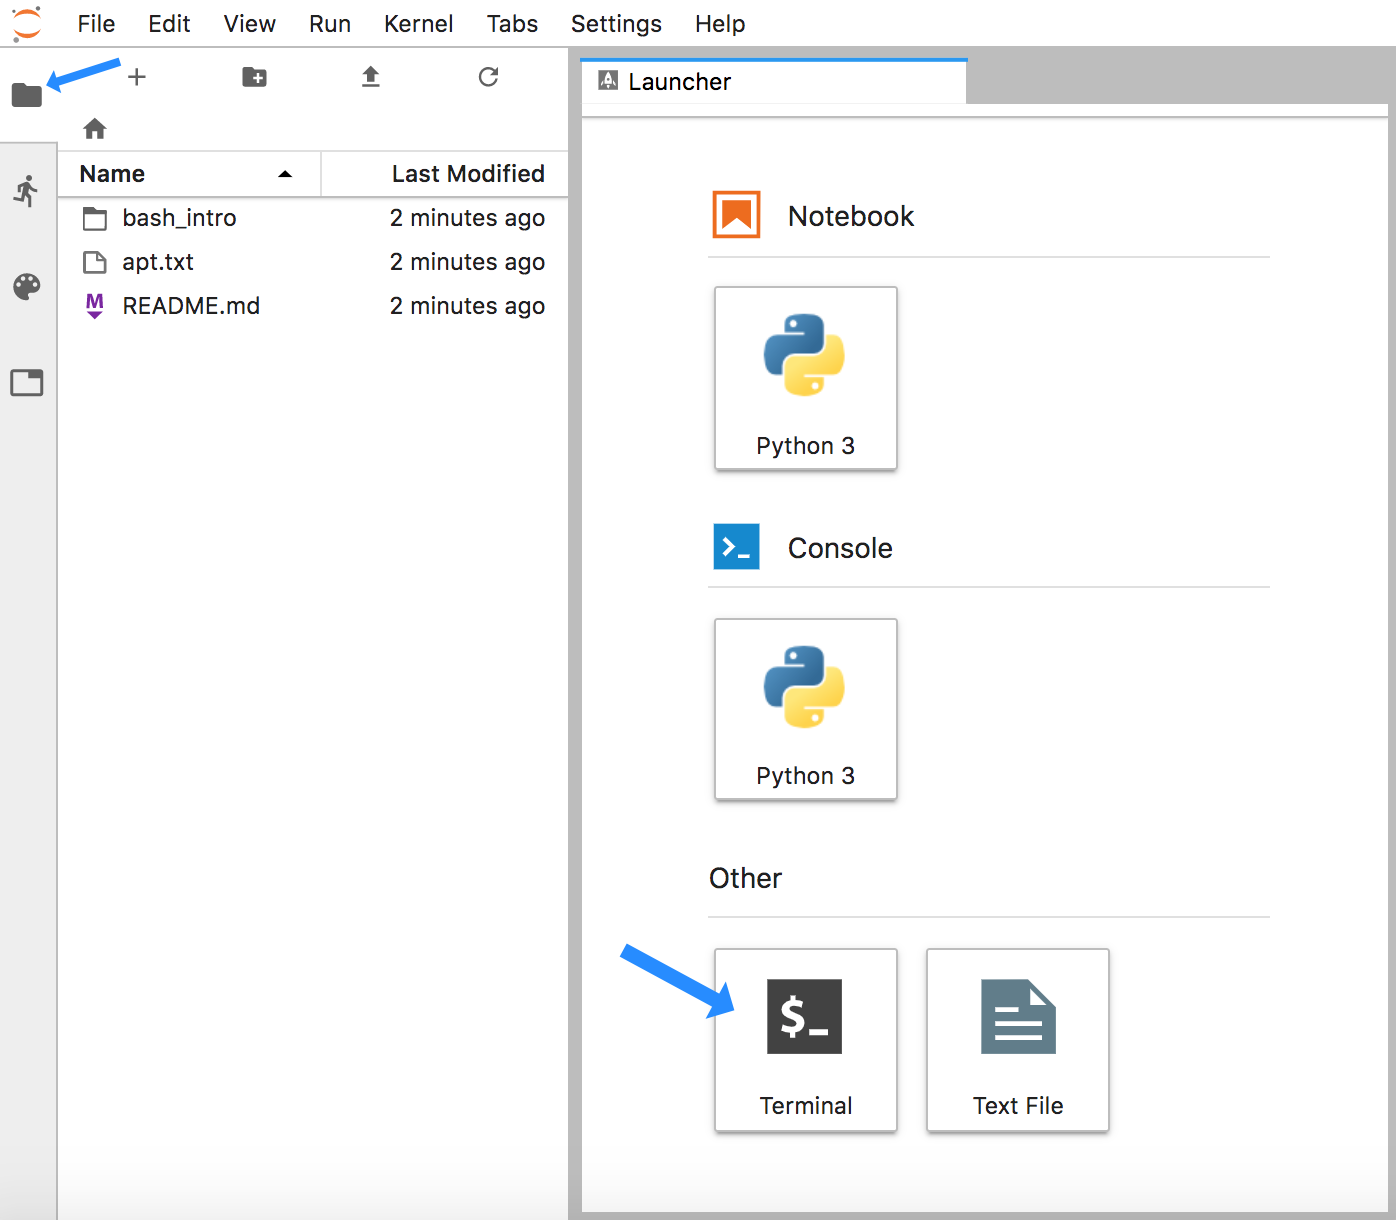 File Edit View Run Kernel Tabs Settings Help
Launcher
Name Last Modified
bash_intro 2 minutes ago
apt.txt 2 minutes ago
README.md 2 minutes ago
Notebook
Python 3
Console
Python 3
Other
$_
Terminal
Text File